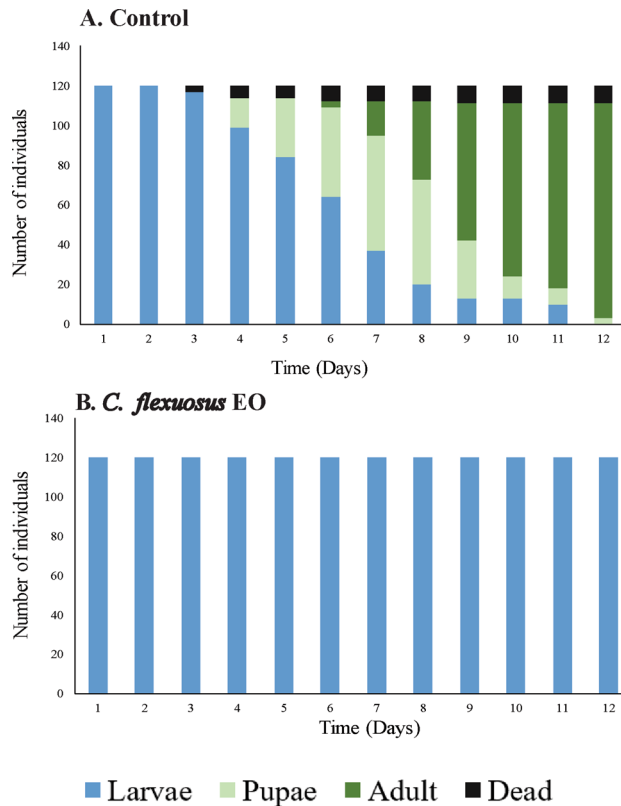 A. Control
140
120
100
80
60
40
20
0
Number of individuals
1 2 3 4 5 6 7 8 9 10 11 12
Time (Days)
B. C. flexuosus EO
140
120
100
80
60
40
20
0
Number of individuals
1 2 3 4 5 6 7 8 9 10 11 12
Time (Days)
Larvae Pupae Adult Dead